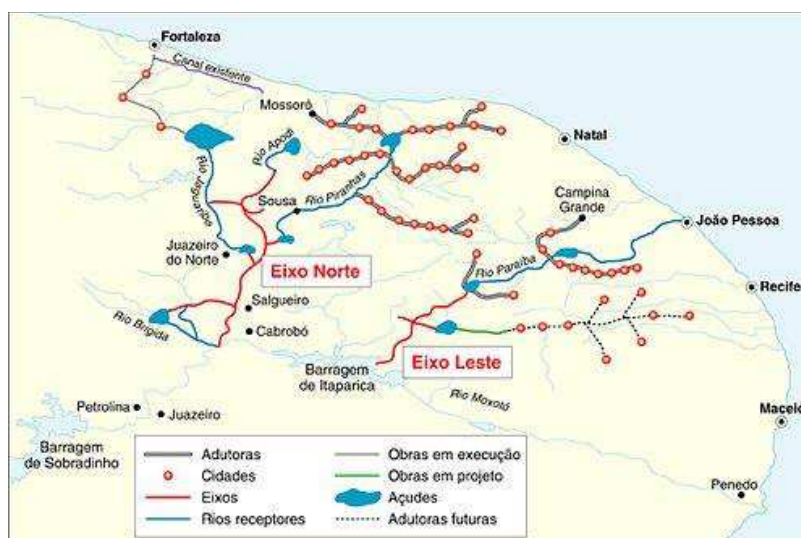 Fortaleza
Canal existente
Mossoró
Rio Apodi
Natal
Rio Jaguaribe
Sousa
Rio Piranhas
Campina
Grande
João Pessoa
Juazeiro
do Norte
Eixo Norte
Rio Paraíba
Recife
Salgueiro
Rio Brígida
Cabrobó
Eixo Leste
Barragem
de Itaparica
Rio Moxotó
Petrolina
Juazeiro
Maceió
Barragem
de Sobradinho
Penedo
Adutoras
Cidades
Eixos
Rios receptores
Obras em execução
Obras em projeto
Açudes
Adutoras futuras